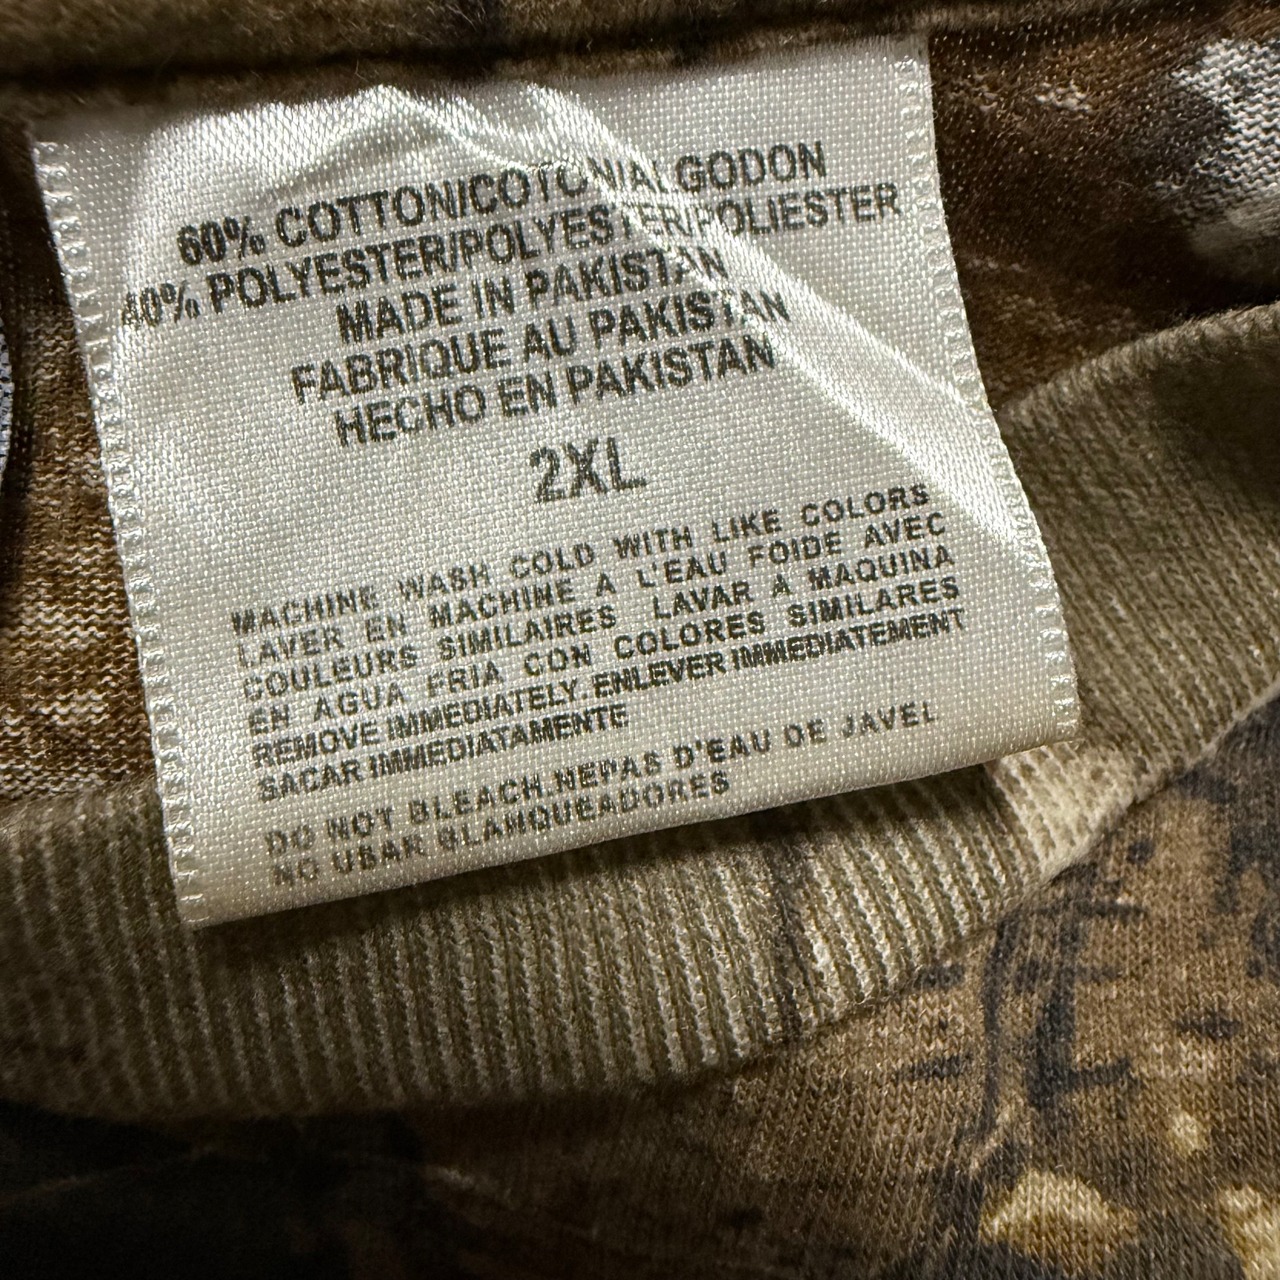 60% COTTON/COTON/ALGODON
40% POLYESTER/POLYESTER/POLIESTER
MADE IN PAKISTAN
FABRIQUE AU PAKISTAN
HECHO EN PAKISTAN
2XL
MACHINE WASH COLD WITH LIKE COLORS
LAVER EN MACHINE A L'EAU FOIDE AVEC
COULEURS SIMILAIRES LAVAR A MAQUINA
EN AGUA FRIA CON COLORES SIMILARES
REMOVE IMMEDIATELY. ENLEVER IMMEDIATEMENT
SACAR IMMEDIATAMENTE
DO NOT BLEACH.NEPAS D'EAU DE JAVEL
NO USAR BLANQUEADORES